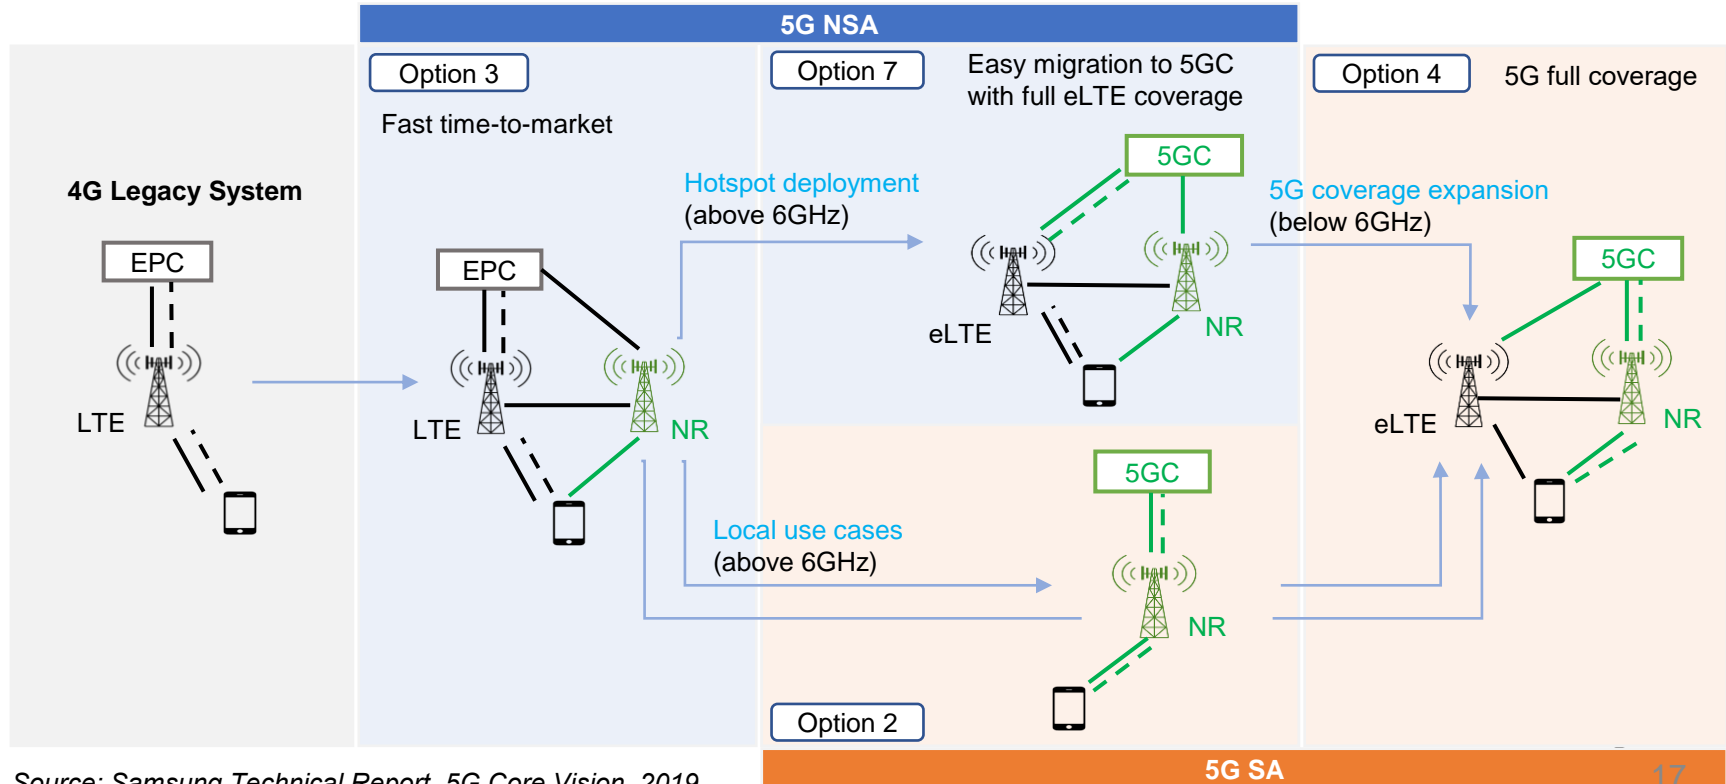 5G NSA
Option 3
Fast time-to-market
Option 7
Easy migration to 5GC
with full eLTE coverage
Option 4
5G full coverage
4G Legacy System
EPC
LTE
EPC
LTE
NR
Hotspot deployment
(above 6GHz)
5GC
eLTE
NR
5G coverage expansion
(below 6GHz)
5GC
eLTE
NR
Local use cases
(above 6GHz)
5GC
NR
Option 2
5G SA
17
Source: Samsung Technical Report, 5G Core Vision, 2019